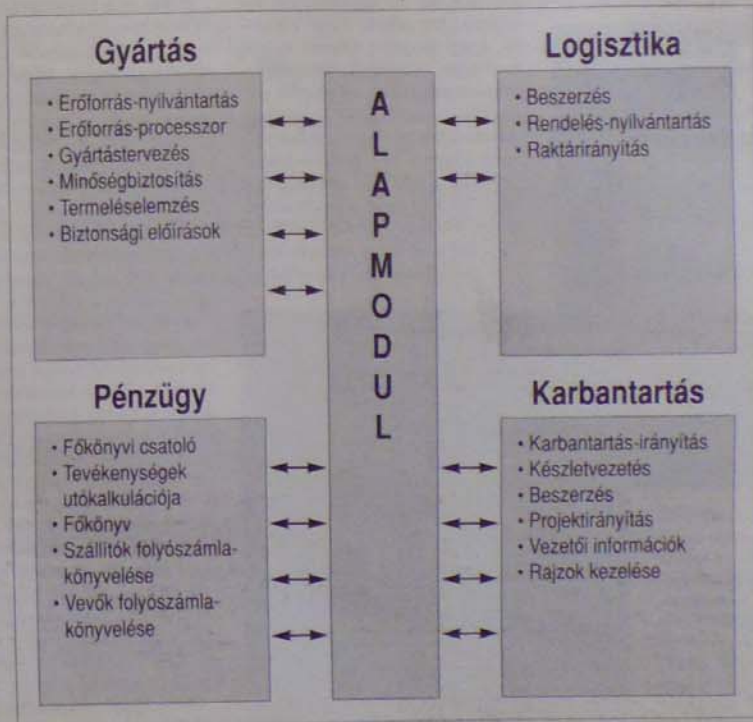 Gyártás
• Erőforrás-nyilvántartás
• Erőforrás-processzor
• Gyártástervezés
• Minőségbiztosítás
• Termeléselemzés
• Biztonsági előírások
A
L
A
P
M
O
D
U
L
Logisztika
• Beszerzés
• Rendelés-nyilvántartás
• Raktárirányítás
Pénzügy
• Főkönyvi csatoló
• Tevékenységek
utókalkulációja
• Főkönyv
• Szállítók folyószámla-
könyvelése
• Vevők folyószámla-
könyvelése
Karbantartás
• Karbantartás-irányítás
• Készletvezetés
• Beszerzés
• Projektirányítás
• Vezetői információk
• Rajzok kezelése